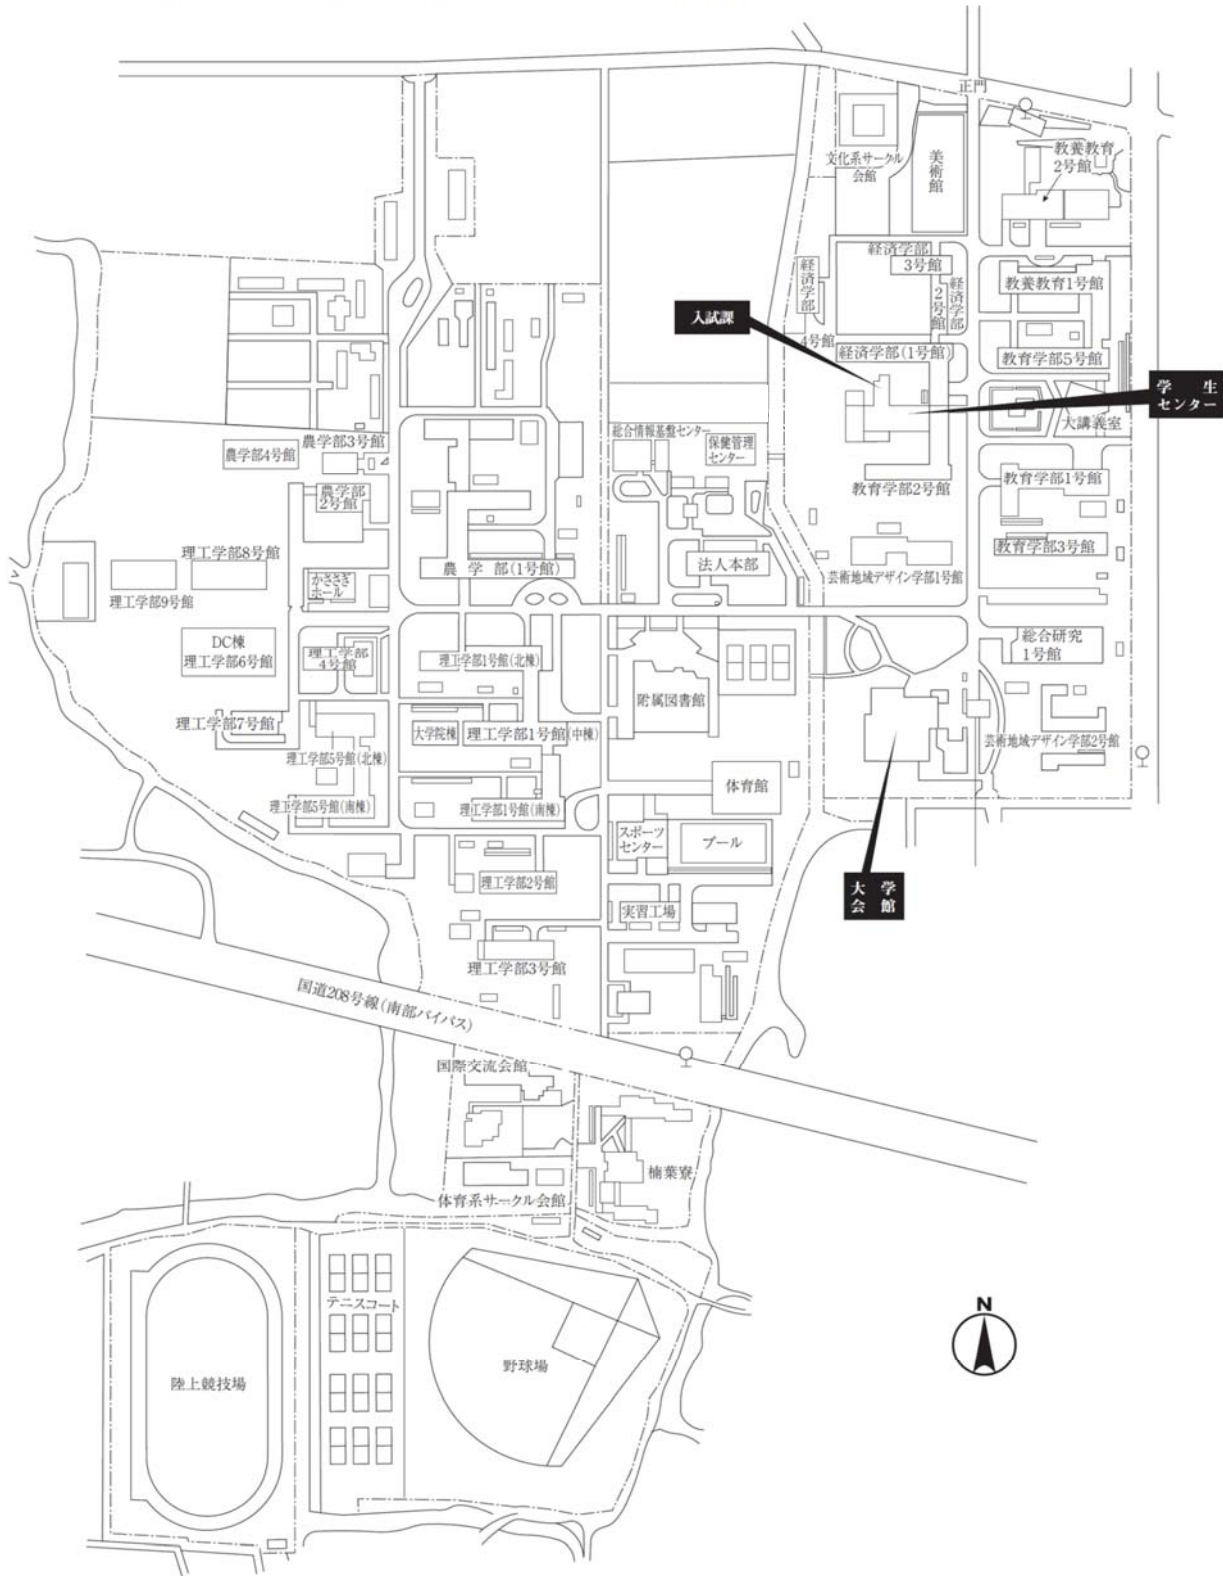 正門
教養教育
2号館
文化系サークル
会館
美術館
経済学部
3号館
経済学部
4号館
経済学部
2号館
教養教育1号館
入試課
経済学部(1号館)
教育学部5号館
学生
センター
大講義室
総合情報基盤センター
保健管理
センター
農学部3号館
農学部4号館
農学部
2号館
教育学部2号館
教育学部1号館
教育学部3号館
理工学部8号館
理工学部9号館
かささぎ
ホール
農学部(1号館)
法人本部
芸術地域デザイン学部1号館
DC棟
理工学部6号館
理工学部
4号館
理工学部1号館(北棟)
附属図書館
総合研究
1号館
理工学部7号館
大学院棟
理工学部1号館(中棟)
芸術地域デザイン学部2号館
理工学部5号館(北棟)
体育館
理工学部5号館(南棟)
理工学部1号館(南棟)
スポーツ
センター
プール
理工学部2号館
大学
会館
実習工場
理工学部3号館
国道208号線(南部バイパス)
国際交流会館
楠葉寮
体育系サークル会館
テニスコート
野球場
陸上競技場
N